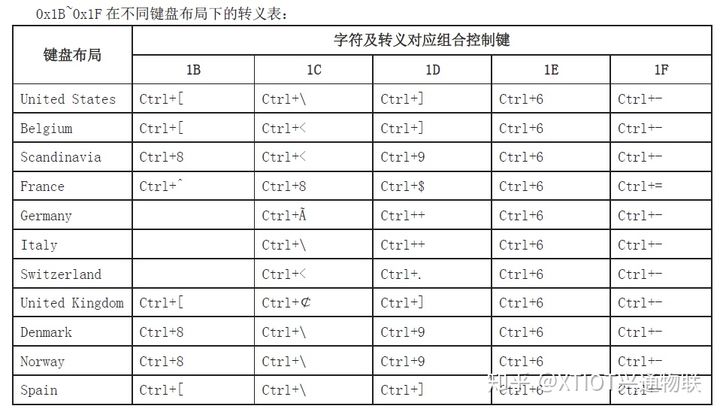 0x1B~0x1F 在不同键盘布局下的转义表：
键盘布局 字符及转义对应组合控制键
1B 1C 1D 1E 1F
United States Ctrl+[ Ctrl+\ Ctrl+] Ctrl+6 Ctrl+-
Belgium Ctrl+[ Ctrl+< Ctrl+] Ctrl+6 Ctrl+-
Scandinavia Ctrl+8 Ctrl+< Ctrl+9 Ctrl+6 Ctrl+-
France Ctrl+^ Ctrl+8 Ctrl+$ Ctrl+6 Ctrl+=
Germany Ctrl+Ã Ctrl++ Ctrl+6 Ctrl+-
Italy Ctrl+\ Ctrl++ Ctrl+6 Ctrl+-
Switzerland Ctrl+< Ctrl+. Ctrl+6 Ctrl+-
United Kingdom Ctrl+[ Ctrl+⊄ Ctrl+] Ctrl+6 Ctrl+-
Denmark Ctrl+8 Ctrl+\ Ctrl+9 Ctrl+6 Ctrl+-
Norway Ctrl+8 Ctrl+\ Ctrl+9 Ctrl+6 Ctrl+-
Spain Ctrl+[ Ctrl+\ Ctrl+] Ctrl+6 Ctrl+-
知乎 @XTIOT兴通物联